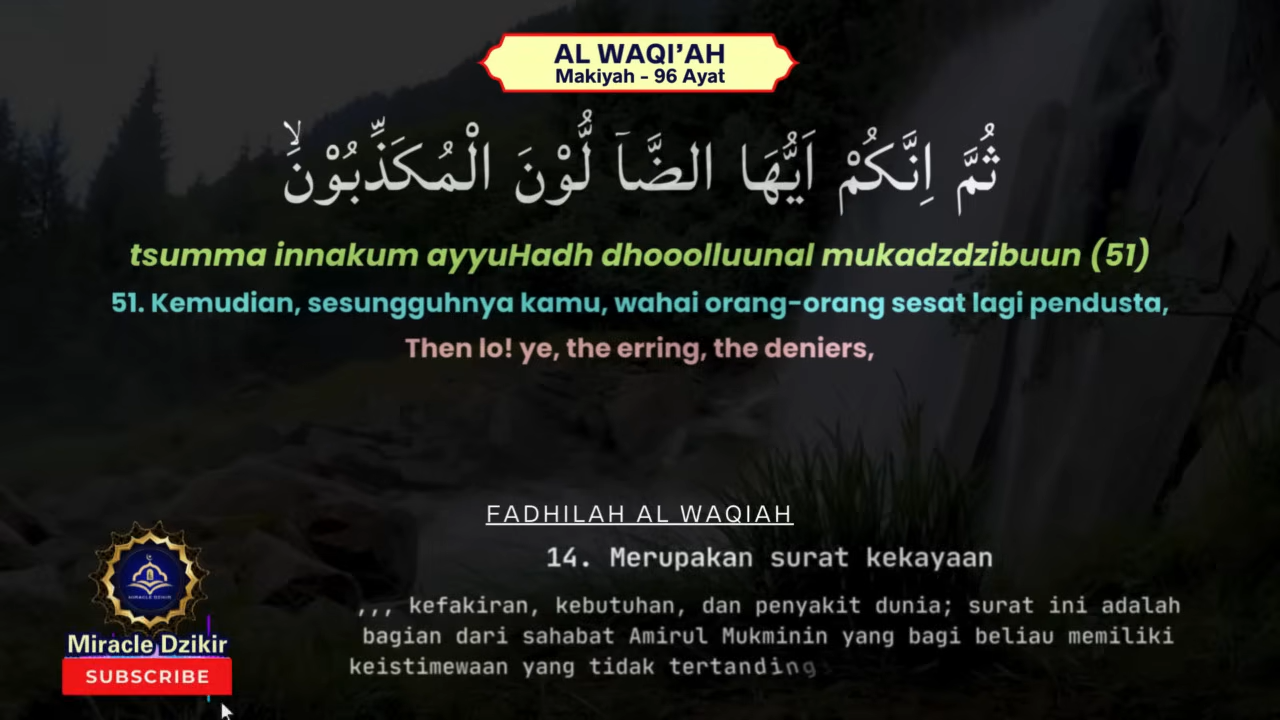 AL WAQI’AH
Makiyah - 96 Ayat
ثُمَّ اِنَّكُمْ اَيُّهَا الضَّاۤ لُّوْنَ الْمُكَذِّبُوْنَۙ
tsumma innakum ayyuHadh dhooolluunal mukadzdzibuun (51)
51. Kemudian, sesungguhnya kamu, wahai orang-orang sesat lagi pendusta,
Then lo! ye, the erring, the deniers,
FADHILAH AL WAQIAH
14. Merupakan surat kekayaan
,,, kefakiran, kebutuhan, dan penyakit dunia; surat ini adalah
bagian dari sahabat Amirul Mukminin yang bagi beliau memiliki
keistimewaan yang tidak tertanding
MIRACLE DZIKIR
Miracle Dzikir
SUBSCRIBE